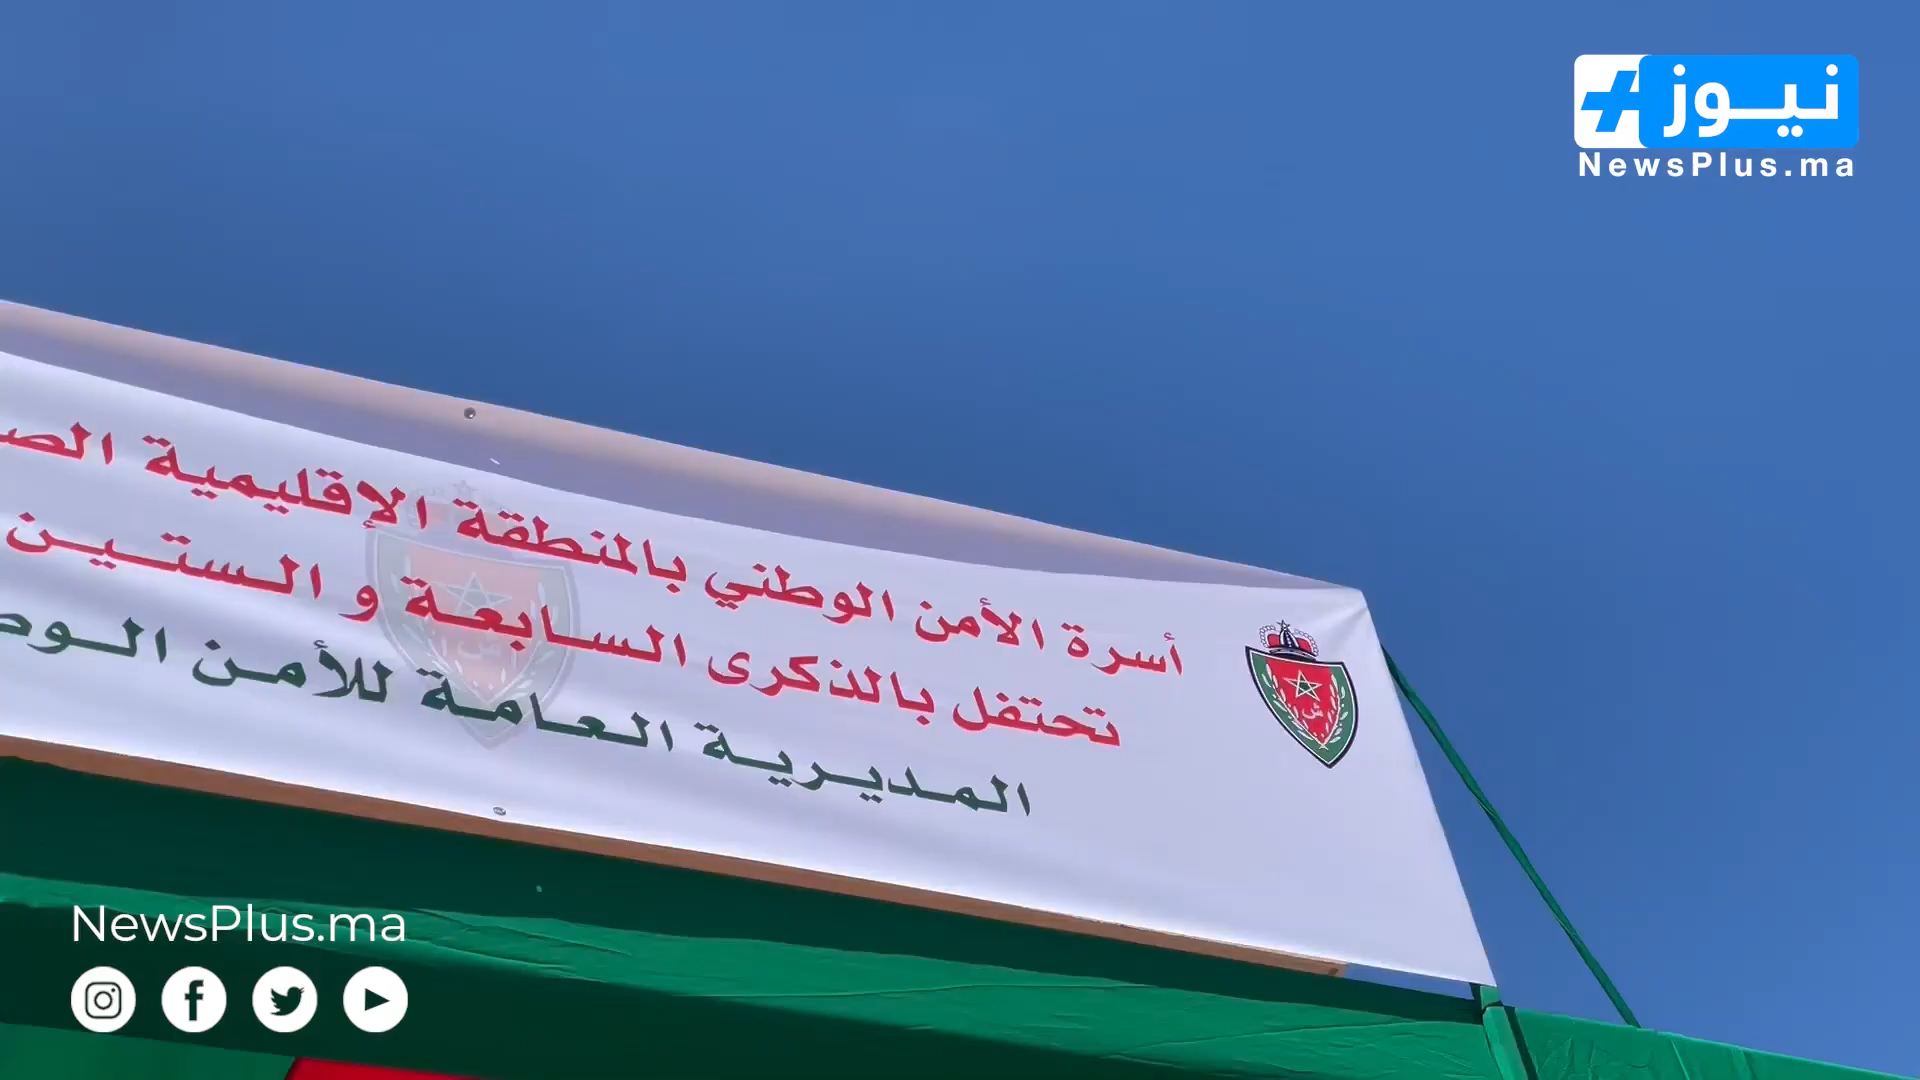 نيوز+
NewsPlus.ma
أسرة الأمن الوطني بالمنطقة الإقليمية
تحتفل بالذكرى السابعة و الستين
المديرية العامة للأمن
NewsPlus.ma